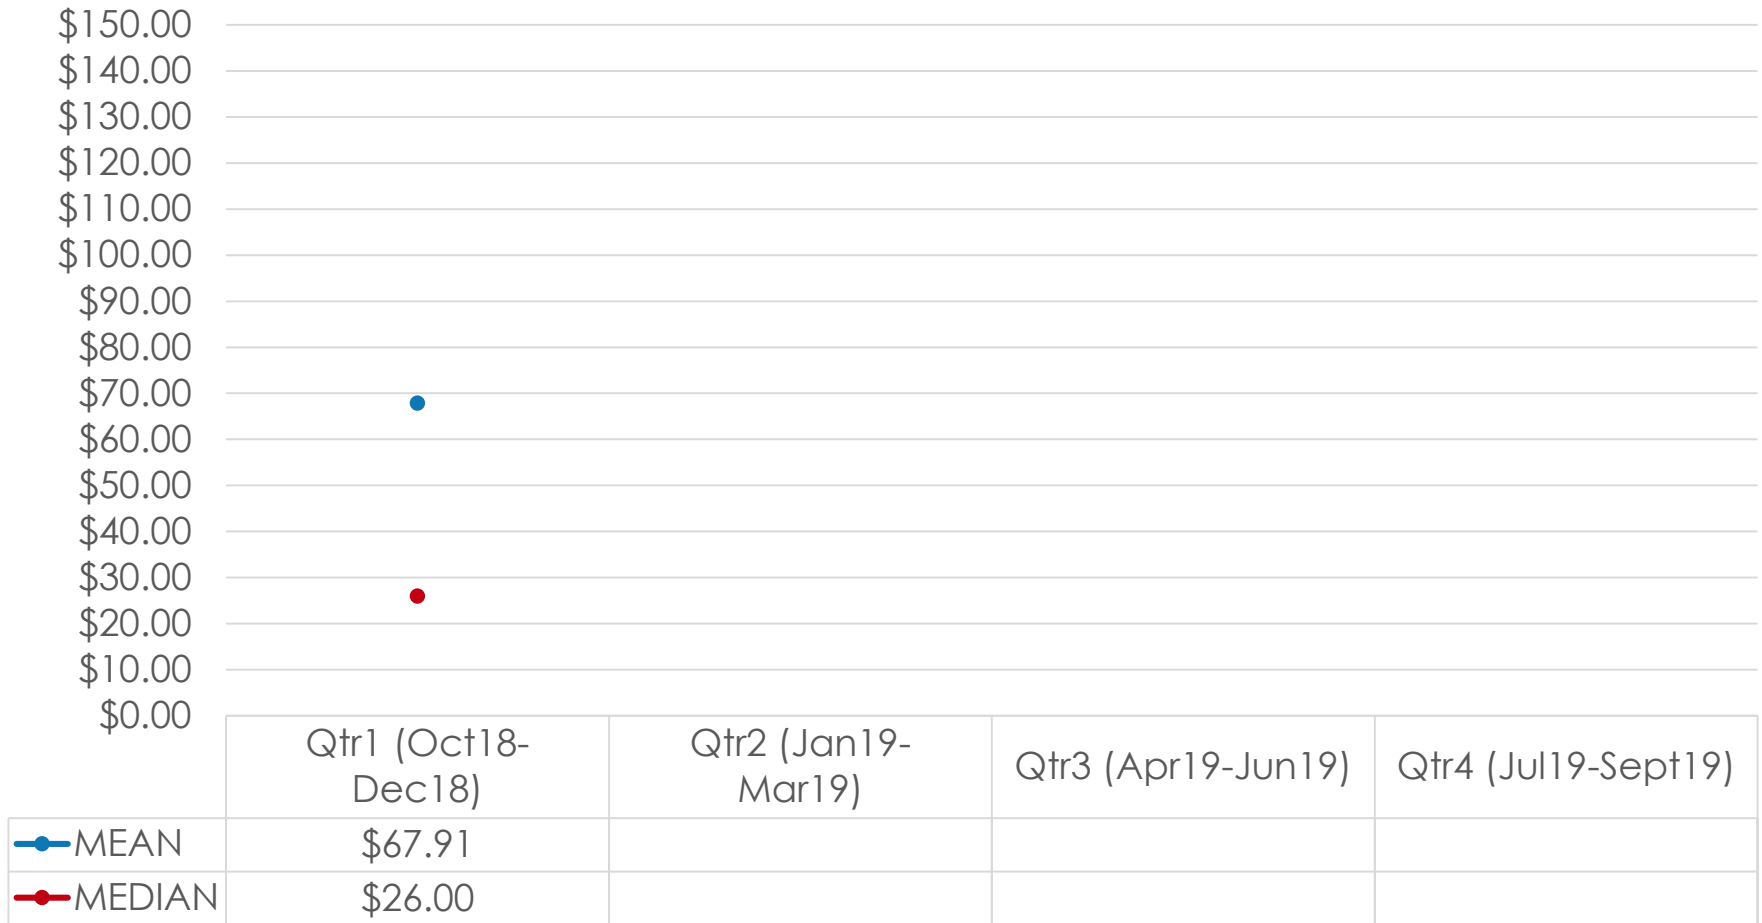 $150.00
$140.00
$130.00
$120.00
$110.00
$100.00
$90.00
$80.00
$70.00
$60.00
$50.00
$40.00
$30.00
$20.00
$10.00
$0.00
Qtr1 (Oct18-
Dec18)
Qtr2 (Jan19-
Mar19)
Qtr3 (Apr19-Jun19)
Qtr4 (Jul19-Sept19)
MEAN $67.91
MEDIAN $26.00